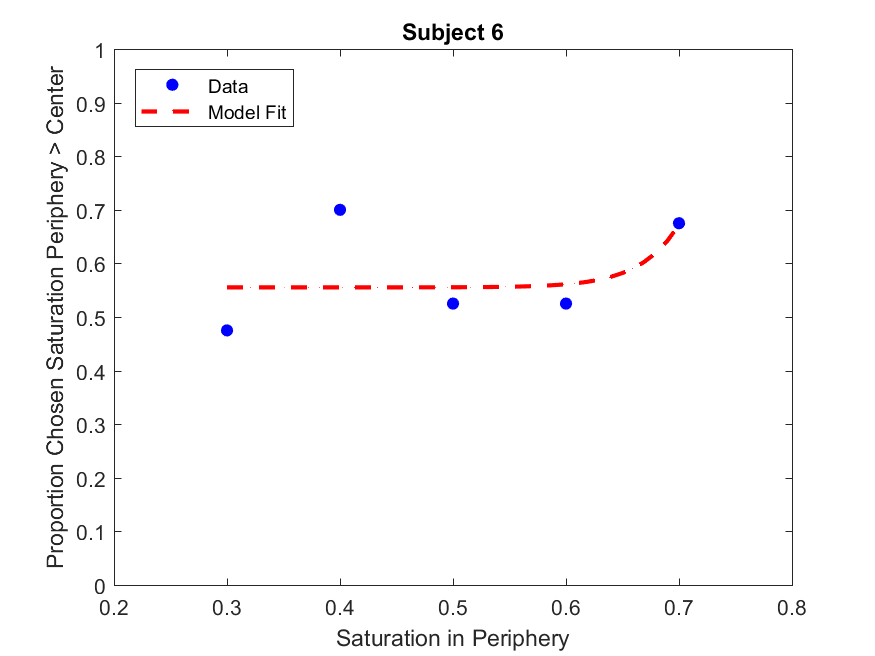 Subject 6
Data
Model Fit
Proportion Chosen Saturation Periphery > Center
1
0.9
0.8
0.7
0.6
0.5
0.4
0.3
0.2
0.1
0
0.2 0.3 0.4 0.5 0.6 0.7 0.8
Saturation in Periphery